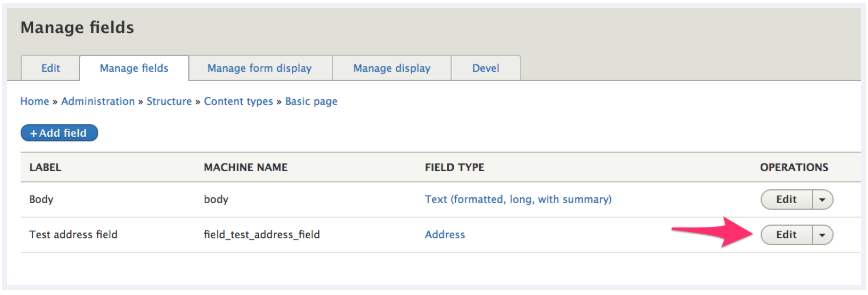 Manage fields
Edit Manage fields Manage form display Manage display Devel
Home » Administration » Structure » Content types » Basic page
+Add field
LABEL MACHINE NAME FIELD TYPE OPERATIONS
Body body Text (formatted, long, with summary) Edit
Test address field field_test_address_field Address Edit